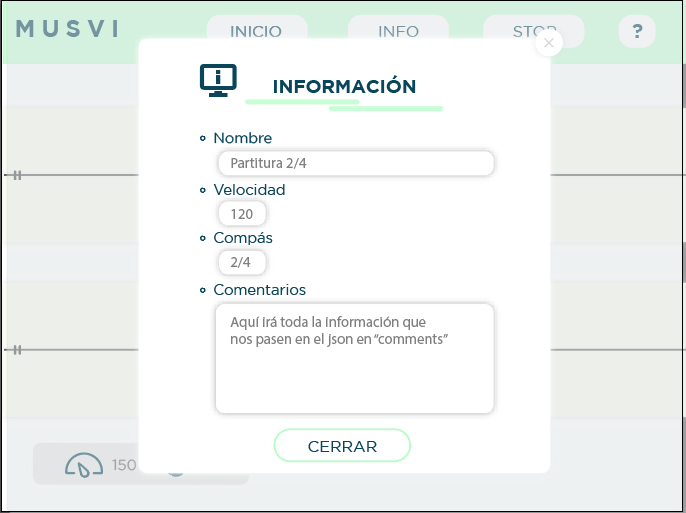 MUSVI
INICIO
INFO
STOP
?
INFORMACIÓN
Nombre
Partitura 2/4
Velocidad
120
Compás
2/4
Comentarios
Aquí irá toda la información que
nos pasen en el json en “comments”
150
CERRAR